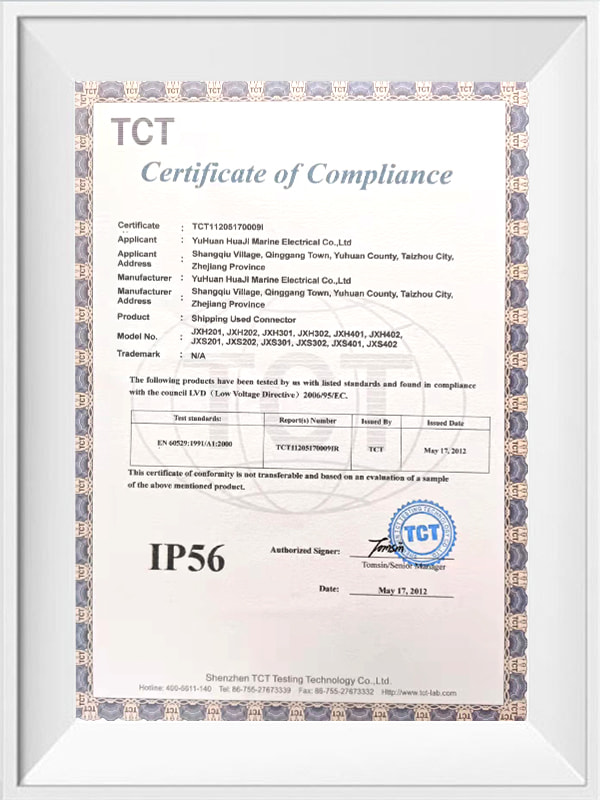 TCT
Certificate of Compliance
Certificate : TCT11205170009I
Applicant : YuHuan HuaJI Marine Electrical Co.,Ltd
Applicant Address : Shangqiu Village, Qinggang Town, Yuhuan County, Taizhou City,
Zhejiang Province
Manufacturer : YuHuan HuaJI Marine Electrical Co.,Ltd
Manufacturer Address : Shangqiu Village, Qinggang Town, Yuhuan County, Taizhou City,
Zhejiang Province
Product : Shipping Used Connector
Model No. : JXH201, JXH202, JXH301, JXH302, JXH401, JXH402,
JXS201, JXS202, JXS301, JXS302, JXS401, JXS402
Trademark : N/A
The following products have been tested by us with listed standards and found in compliance
with the council LVD (Low Voltage Directive) 2006/95/EC.
Test standards: Report(s) Number Issued By Issued Date
EN 60529:1991/A1:2000 TCT11205170009IR TCT May 17, 2012
This certificate of conformity is not transferable and based on an evaluation of a sample
of the above mentioned product.
TCT
IP56
Authorized Signer: Tomsin
Tomsin/Senior Manager
Date: May 17, 2012
Shenzhen TCT Testing Technology Co.,Ltd.
Hotline: 400-6611-140 Tel: 86-755-27673339 Fax: 86-755-27673332 Http://www.tct-lab.com